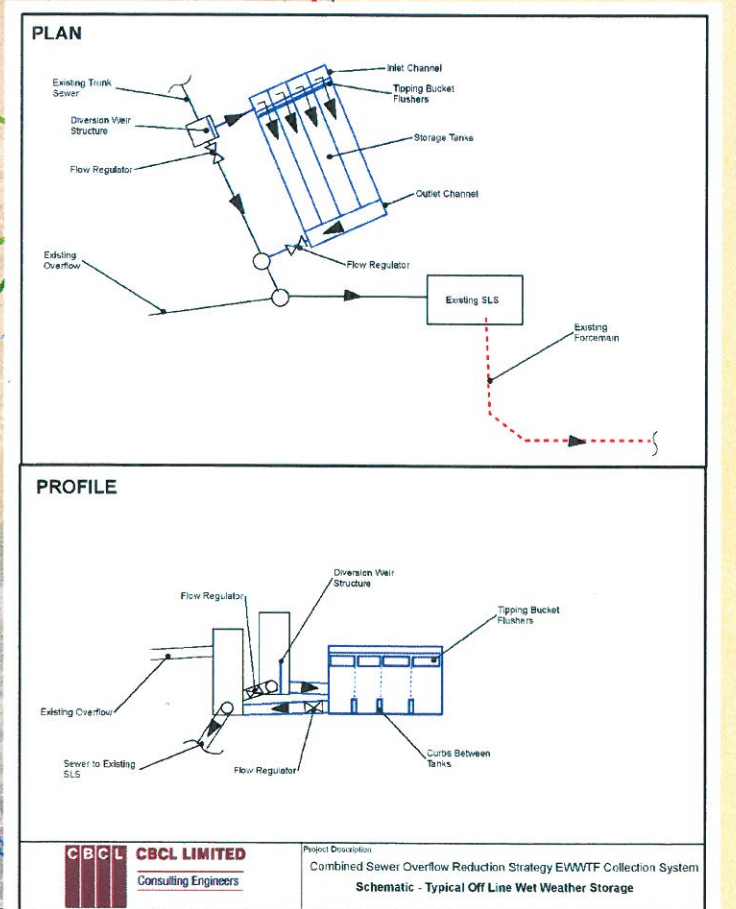 PLAN
Existing Trunk
Sewer
Diversion Weir
Structure
Flow Regulator
Inlet Channel
Tipping Bucket
Flushers
Storage Tanks
Outlet Channel
Flow Regulator
Existing
Overflow
Existing SLS
Existing
Forcemain
PROFILE
Diversion Weir
Structure
Flow Regulator
Tipping Bucket
Flushers
Existing Overflow
Sewer to Existing
SLS
Flow Regulator
Curbs Between
Tanks
CBCL CBCL LIMITED
Consulting Engineers
Project Description
Combined Sewer Overflow Reduction Strategy EWWTF Collection System
Schematic - Typical Off Line Wet Weather Storage